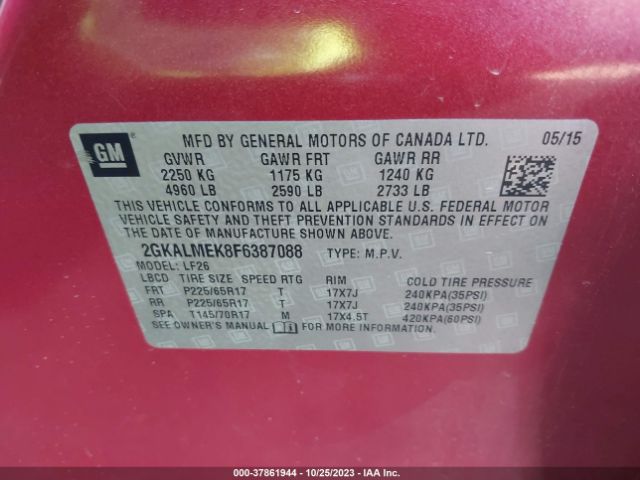 GM
MFD BY GENERAL MOTORS OF CANADA LTD. 05/15
GVWR GAWR FRT GAWR RR
2250 KG 1175 KG 1240 KG
4960 LB 2590 LB 2733 LB
THIS VEHICLE CONFORMS TO ALL APPLICABLE U.S. FEDERAL MOTOR
VEHICLE SAFETY AND THEFT PREVENTION STANDARDS IN EFFECT ON
THE DATE OF MANUFACTURE SHOWN ABOVE.
2GKALMEK8F6387088 TYPE: M.P.V.
MODEL: LF26
LBCD TIRE SIZE SPEED RTG RIM COLD TIRE PRESSURE
FRT P225/65R17 T 17X7J 240KPA(35PSI)
RR P225/65R17 T 17X7J 240KPA(35PSI)
SPA T145/70R17 M 17X4.5T 420KPA(60PSI)
SEE OWNER'S MANUAL FOR MORE INFORMATION
000-37861944 - 10/25/2023 - IAA Inc.